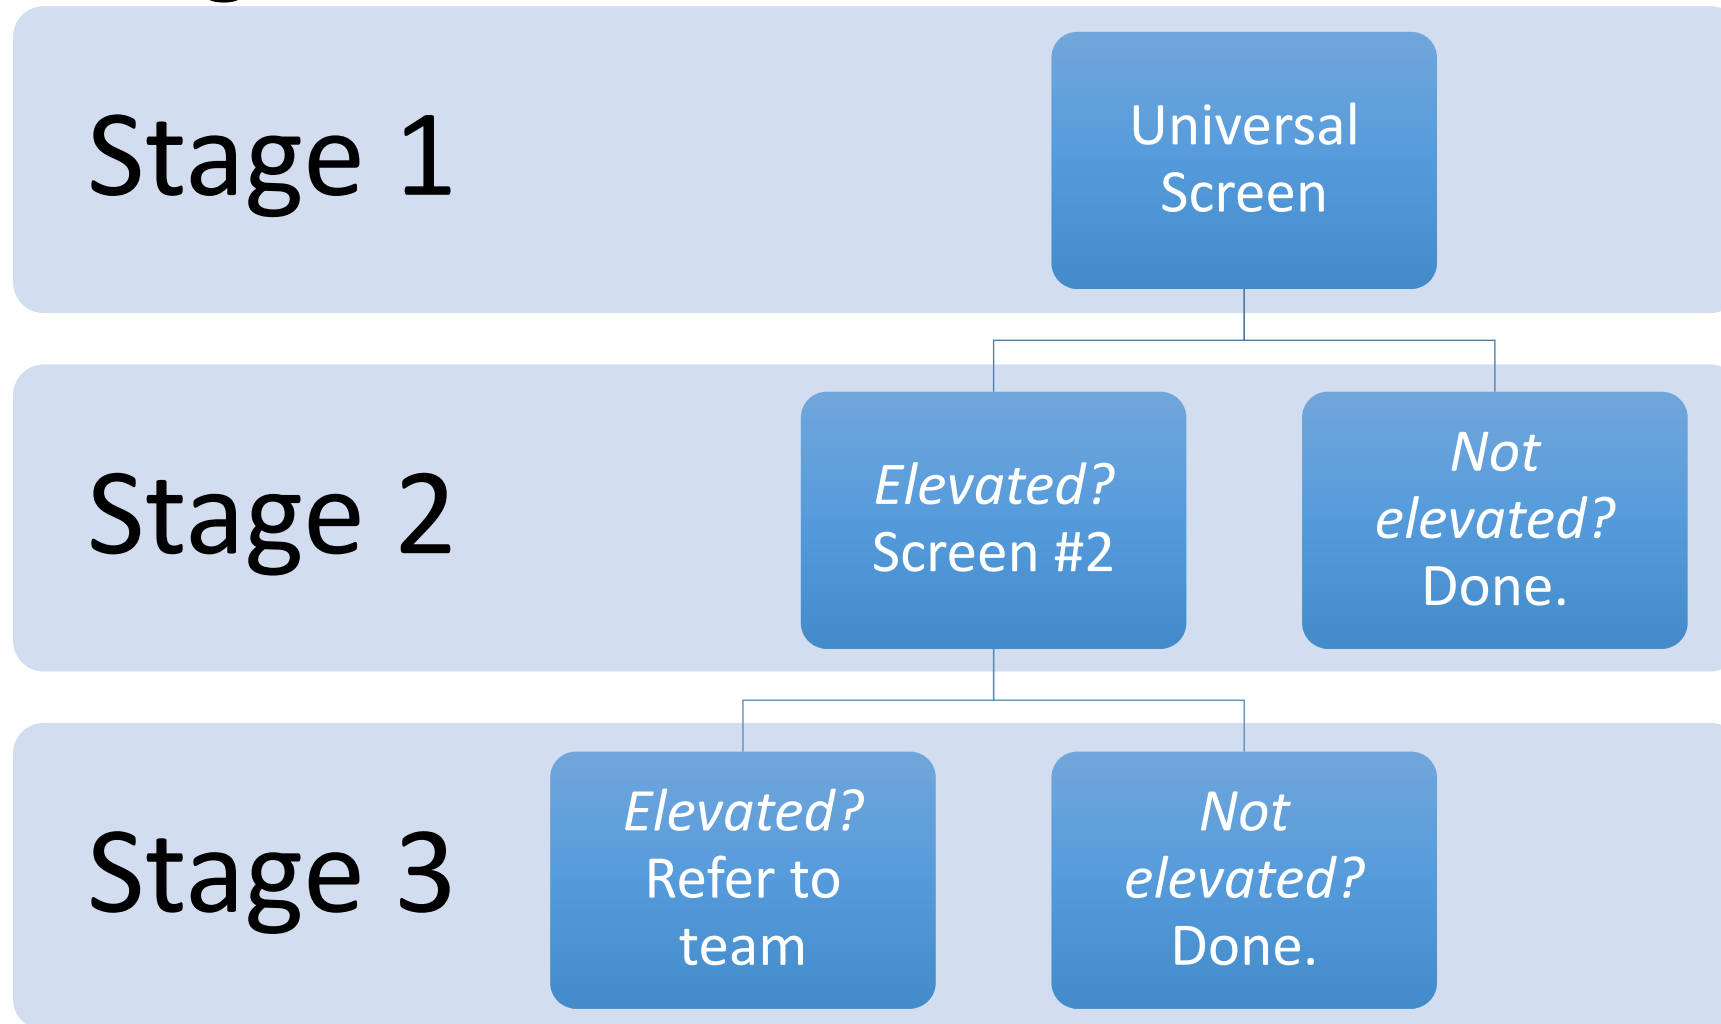 Stage 1
Universal
Screen
Stage 2
Elevated?
Screen #2
Not
elevated?
Done.
Stage 3
Elevated?
Refer to
team
Not
elevated?
Done.